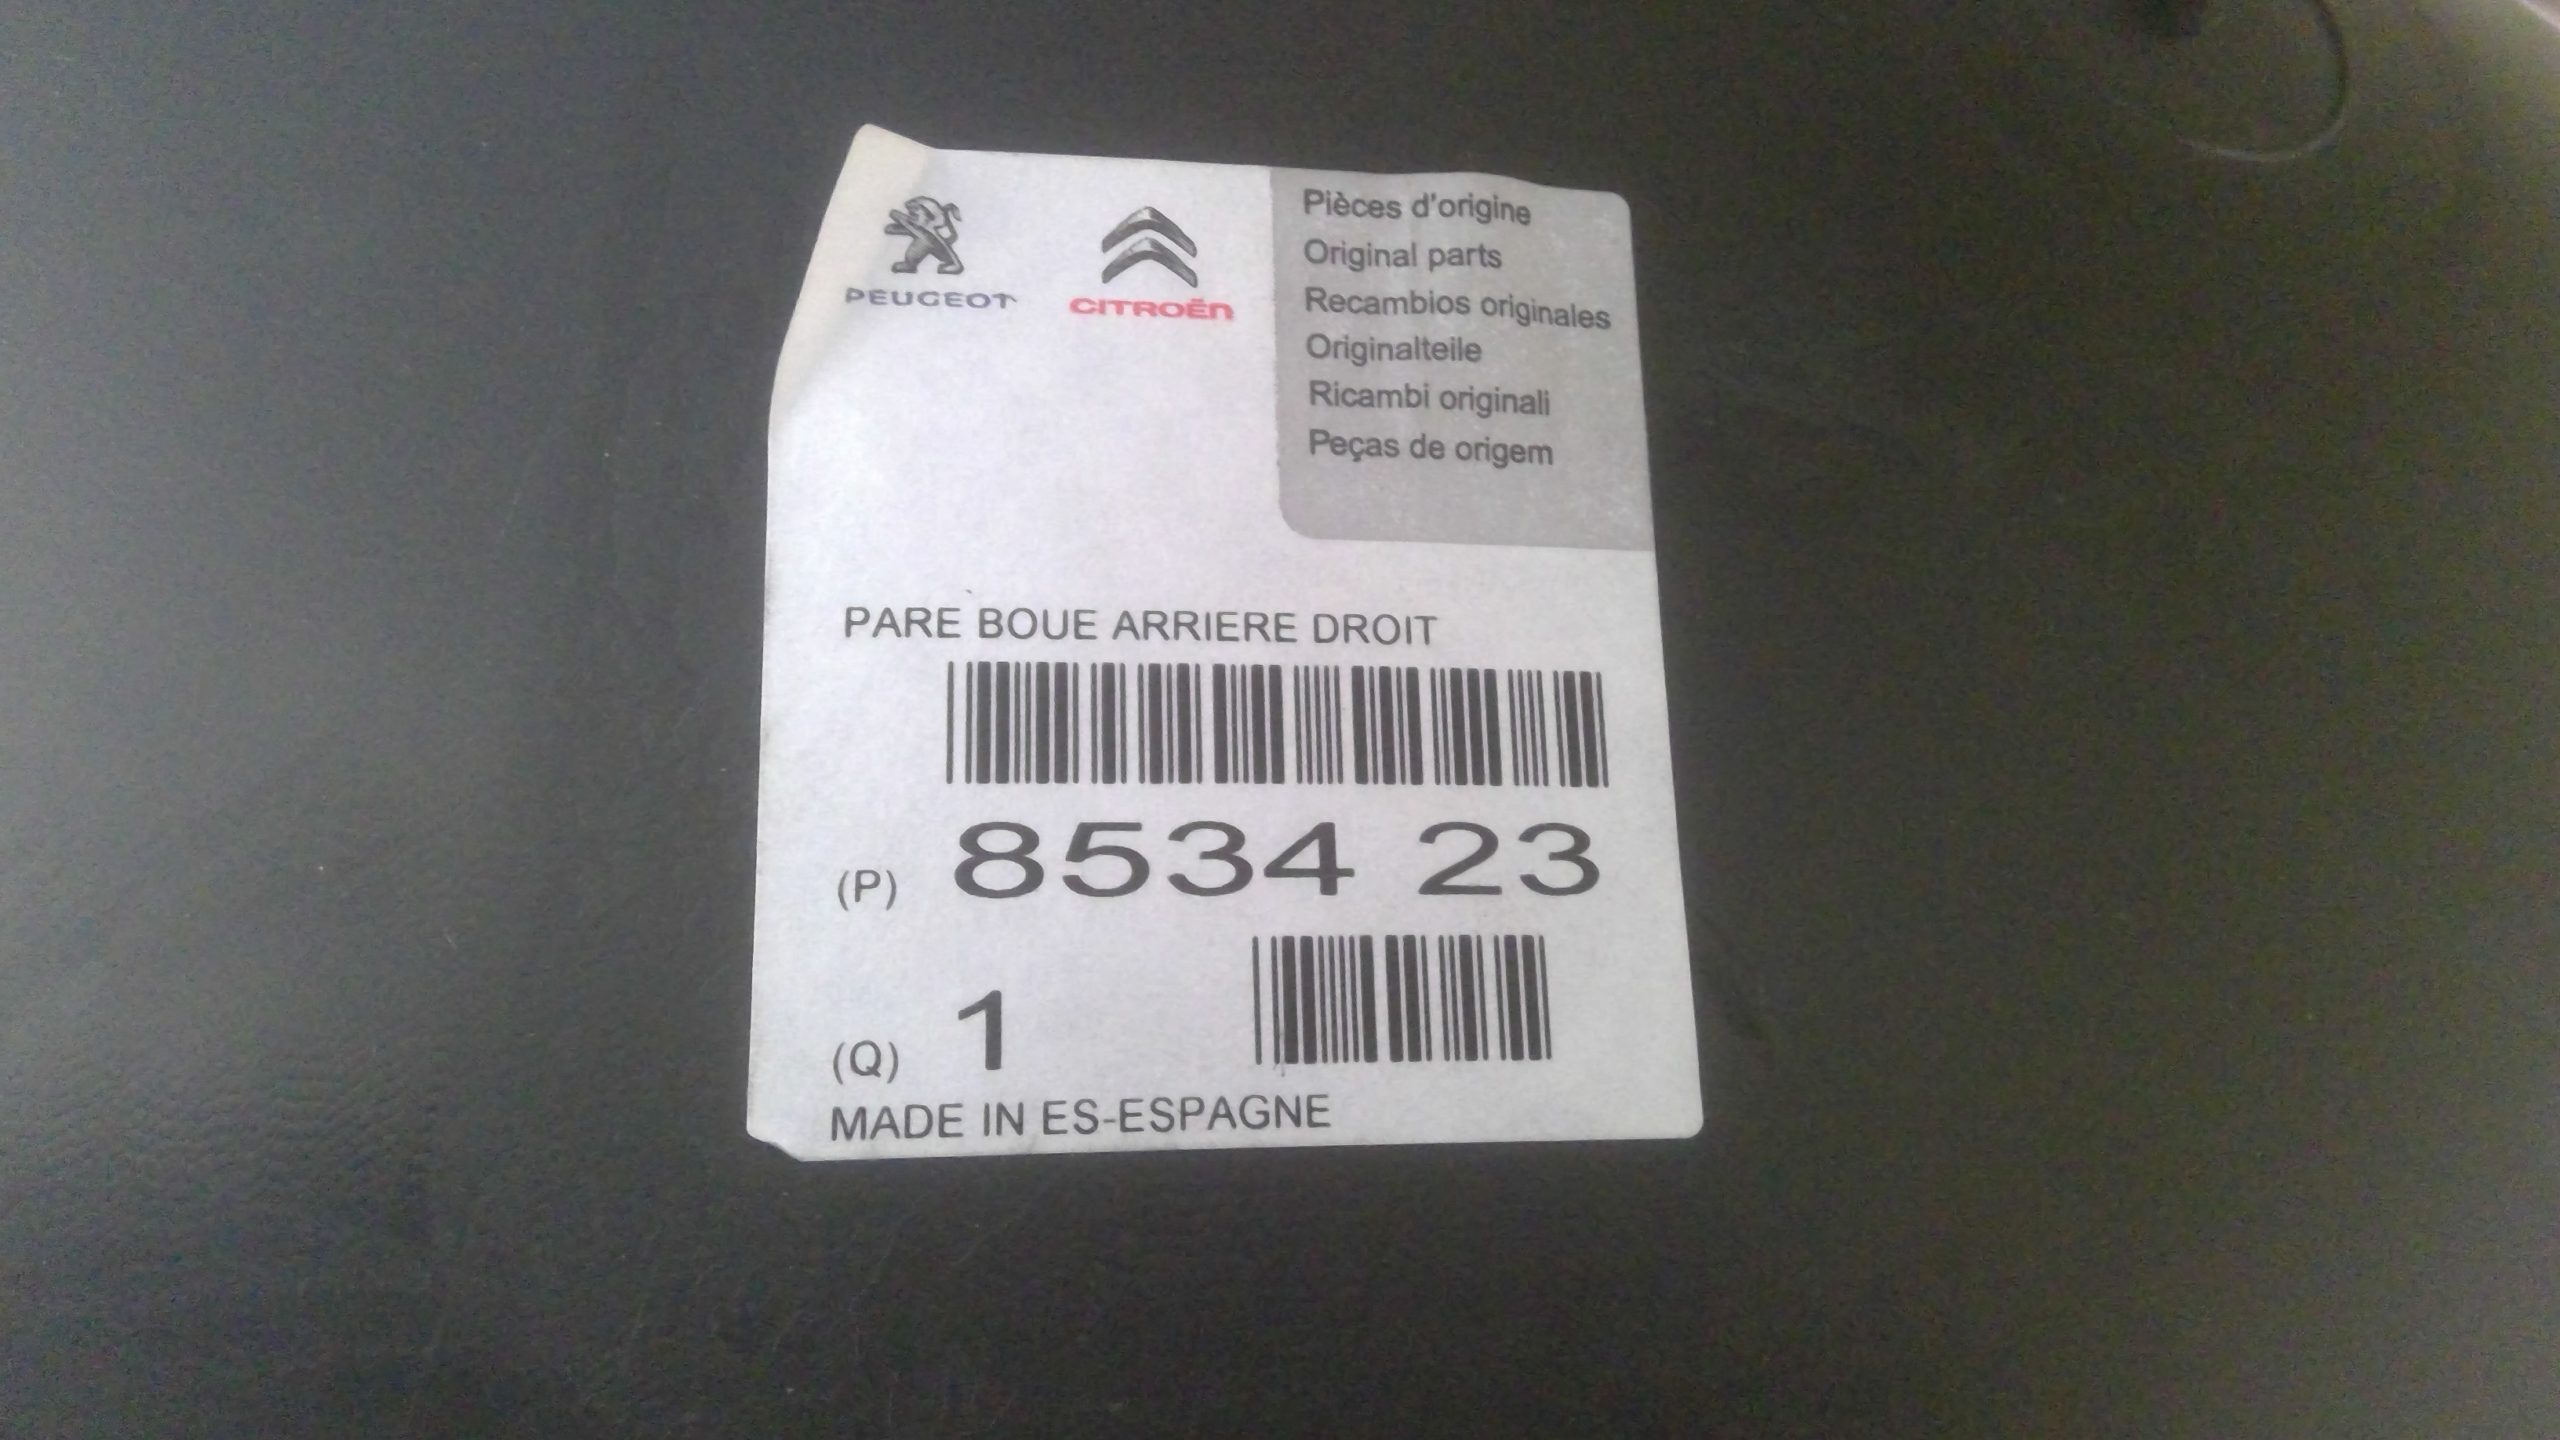 PEUGEOT
CITROËN
Pièces d'origine
Original parts
Recambios originales
Originalteile
Ricambi originali
Peças de origem
PARE BOUE ARRIERE DROIT
(P) 8534 23
(Q) 1
MADE IN ES-ESPAGNE